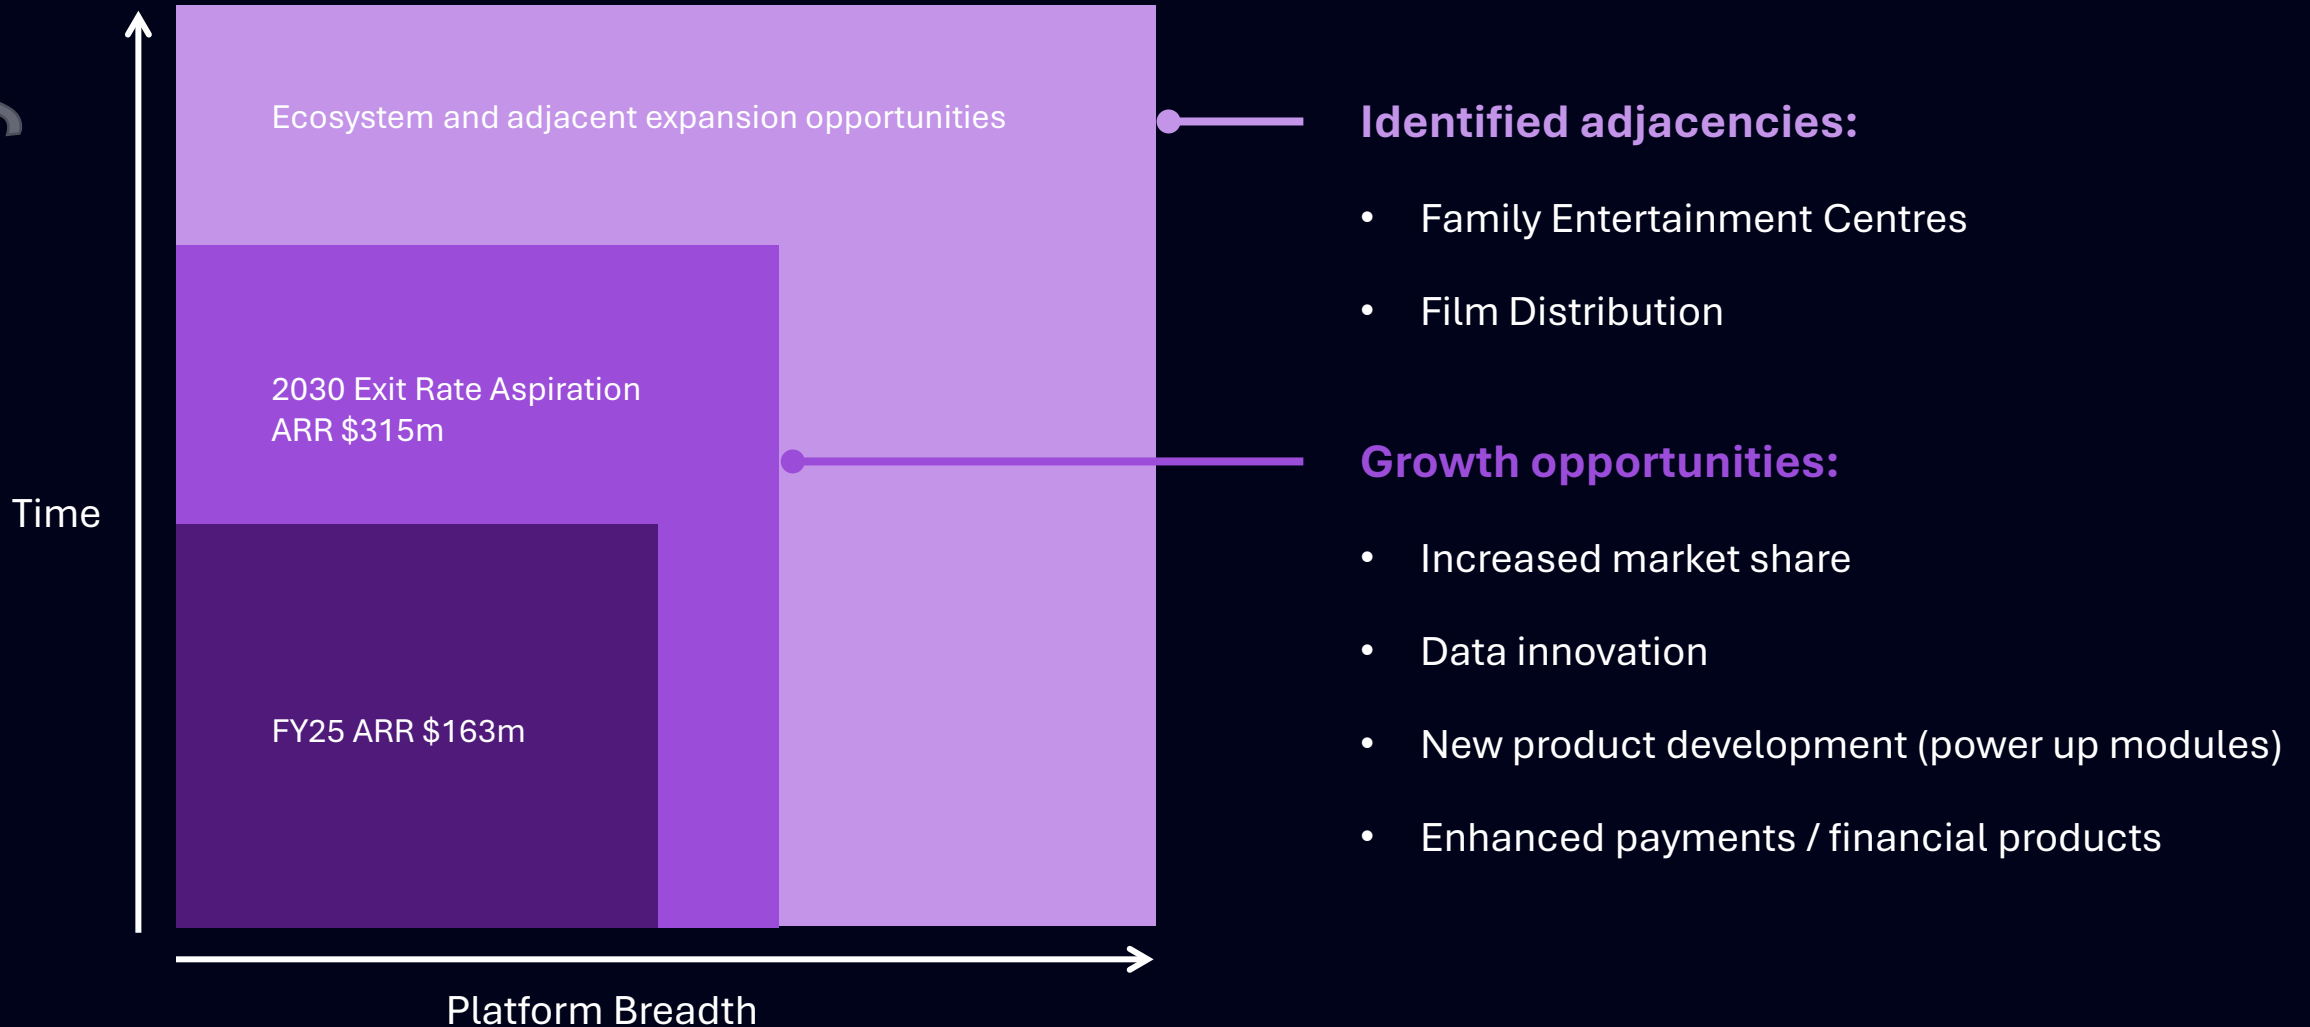 Ecosystem and adjacent expansion opportunities
2030 Exit Rate Aspiration
ARR $315m
FY25 ARR $163m
Time
Platform Breadth
Identified adjacencies:
• Family Entertainment Centres
• Film Distribution
Growth opportunities:
• Increased market share
• Data innovation
• New product development (power up modules)
• Enhanced payments / financial products